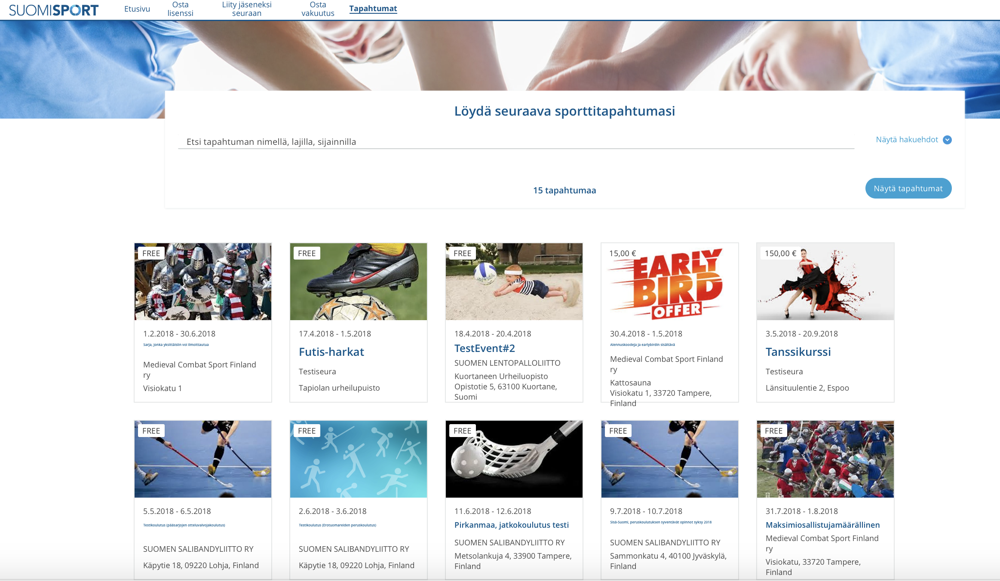 SUOMISPORT
Etusivu
Osta
lisenssi
Liity jäseneksi
seuraan
Osta
vakuutus
Tapahtumat
Löydä seuraava sporttitapahtumasi
Etsi tapahtuman nimellä, lajilla, sijainnilla
Näytä hakuehdot
15 tapahtumaa
Näytä tapahtumat
FREE
1.2.2018 - 30.6.2018
Sarja, jonka yksittäisiin voi ilmoittautua
Medieval Combat Sport Finland
ry
Visiokatu 1
FREE
17.4.2018 - 1.5.2018
Futis-harkat
Testiseura
Tapiolan urheilupuisto
FREE
18.4.2018 - 20.4.2018
TestEvent#2
SUOMEN LENTOPALLOLIITTO
Kuortaneen Urheiluopisto
Opistotie 5, 63100 Kuortane,
Suomi
15,00 €
EARLY
BIRD
OFFER
30.4.2018 - 1.5.2018
Alennuskoodeja ja earlybirdin sisältävä
Medieval Combat Sport Finland
ry
Kattosauna
Visiokatu 1, 33720 Tampere,
Finland
150,00 €
3.5.2018 - 20.9.2018
Tanssikurssi
Testiseura
Länsituulentie 2, Espoo
FREE
5.5.2018 - 6.5.2018
Testikoulutus (pääsarjojen otteluvalvojakoulutus)
SUOMEN SALIBANDYLIITTO RY
Käpytie 18, 09220 Lohja, Finland
FREE
2.6.2018 - 3.6.2018
Testikoulutus (Erotuomareiden peruskoulutus)
SUOMEN SALIBANDYLIITTO RY
Käpytie 18, 09220 Lohja, Finland
FREE
11.6.2018 - 12.6.2018
Pirkanmaa, jatkokoulutus testi
SUOMEN SALIBANDYLIITTO RY
Metsolankuja 4, 33900 Tampere,
Finland
FREE
9.7.2018 - 10.7.2018
Sisä-Suomi, peruskoulutuksen syventävät opinnot syksy 2018
SUOMEN SALIBANDYLIITTO RY
Sammonkatu 4, 40100 Jyväskylä,
Finland
FREE
31.7.2018 - 1.8.2018
Maksimiosallistujamäärällinen
Medieval Combat Sport Finland
ry
Visiokatu, 33720 Tampere,
Finland